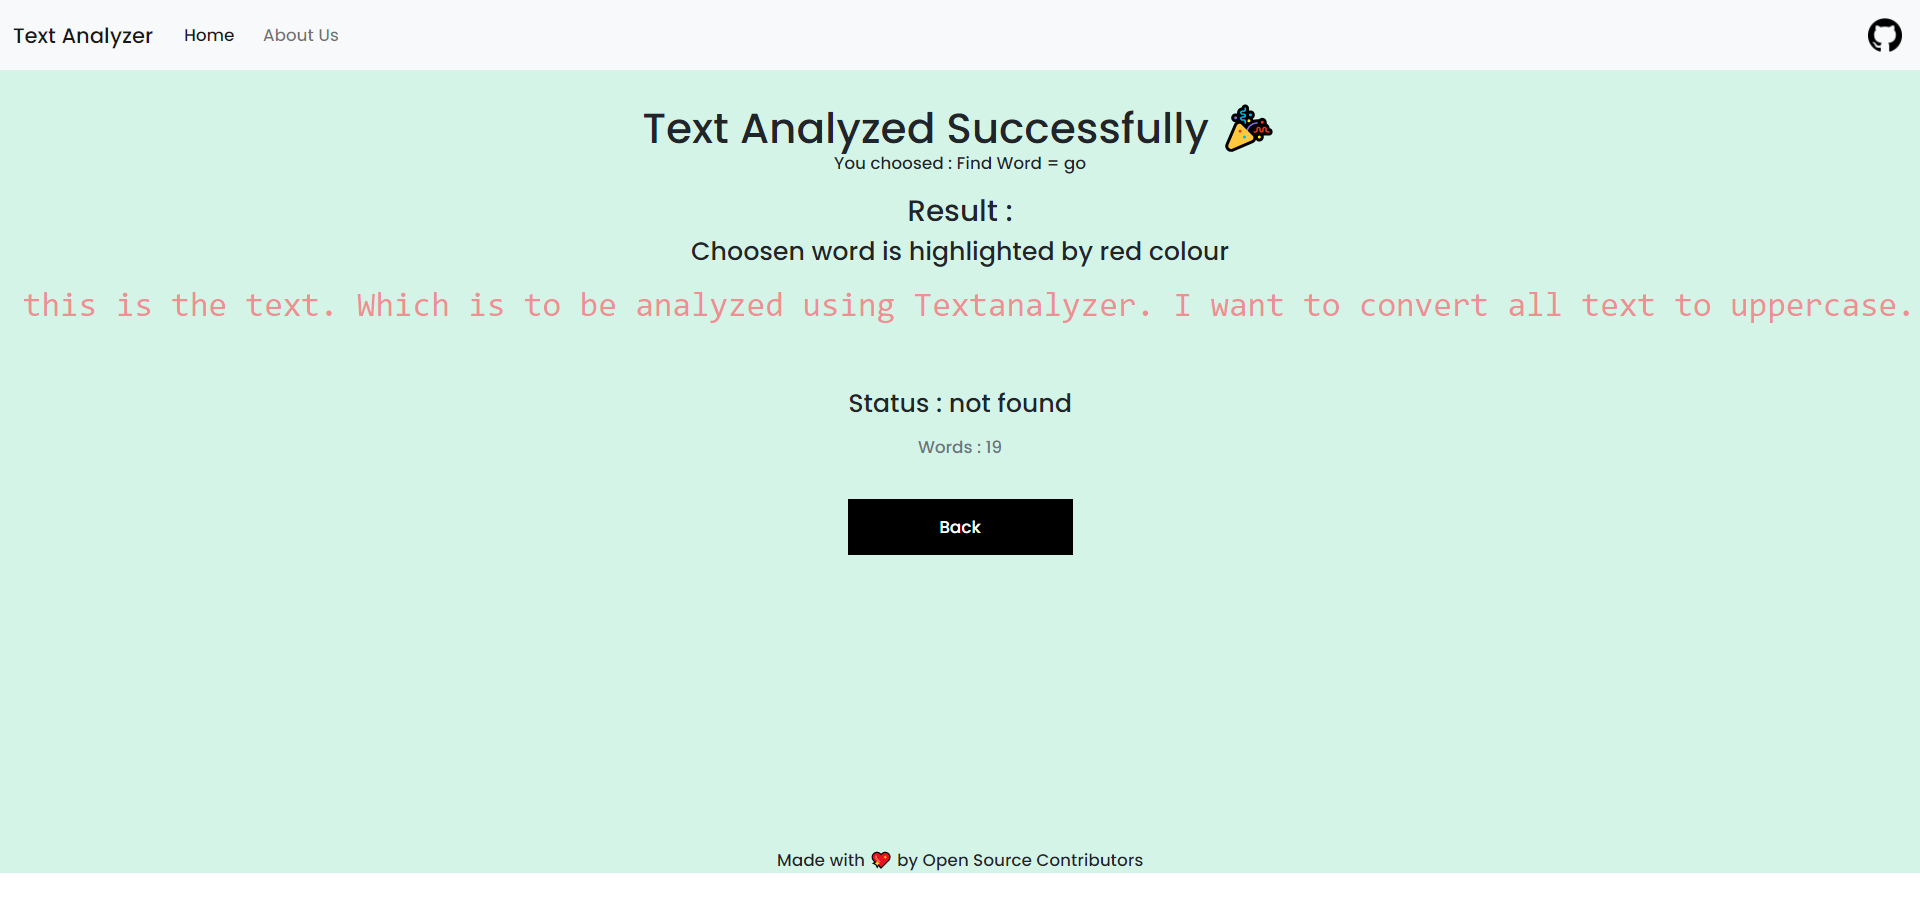 Text Analyzer Home About Us
Text Analyzed Successfully 🎉
You choosed : Find Word = go
Result :
Choosen word is highlighted by red colour
this is the text. Which is to be analyzed using Textanalyzer. I want to convert all text to uppercase.
Status : not found
Words : 19
Back
Made with 💖 by Open Source Contributors